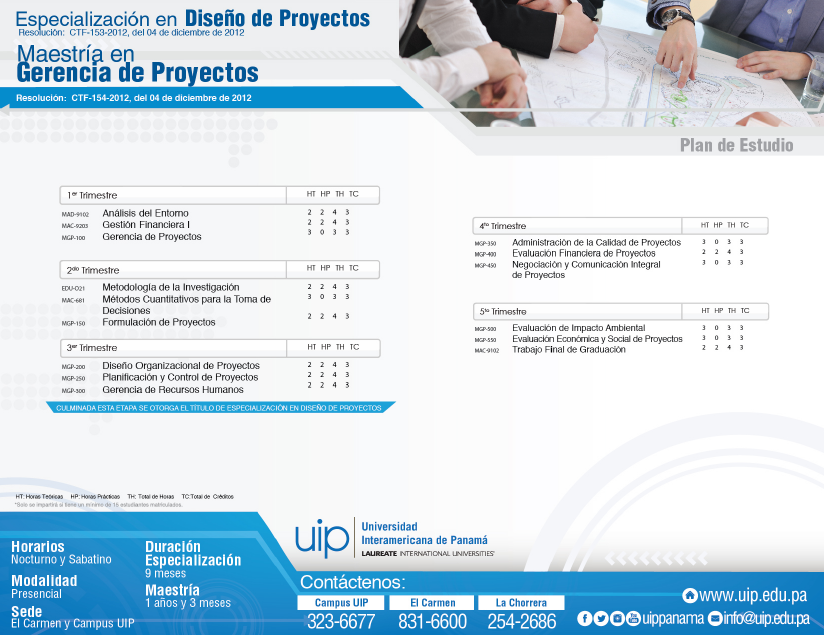 Especialización en Diseño de Proyectos
Resolución: CTF-153-2012, del 04 de diciembre de 2012
Maestría en
Gerencia de Proyectos
Resolución: CTF-154-2012, del 04 de diciembre de 2012
Plan de Estudio
1er Trimestre HT HP TH TC
MAD-9102 Análisis del Entorno 2 2 4 3
MAC-9203 Gestión Financiera I 2 2 4 3
MGP-100 Gerencia de Proyectos 3 0 3 3
2do Trimestre HT HP TH TC
EDU-O21 Metodología de la Investigación 2 2 4 3
MAC-681 Métodos Cuantitativos para la Toma de 3 0 3 3
Decisiones
MGP-150 Formulación de Proyectos 2 2 4 3
3er Trimestre HT HP TH TC
MGP-200 Diseño Organizacional de Proyectos 2 2 4 3
MGP-250 Planificación y Control de Proyectos 2 2 4 3
MGP-300 Gerencia de Recursos Humanos 2 2 4 3
CULMINADA ESTA ETAPA SE OTORGA EL TÍTULO DE ESPECIALIZACIÓN EN DISEÑO DE PROYECTOS
4to Trimestre HT HP TH TC
MGP-350 Administración de la Calidad de Proyectos 3 0 3 3
MGP-400 Evaluación Financiera de Proyectos 2 2 4 3
MGP-450 Negociación y Comunicación Integral 3 0 3 3
de Proyectos
5to Trimestre HT HP TH TC
MGP-500 Evaluación de Impacto Ambiental 3 0 3 3
MGP-550 Evaluación Económica y Social de Proyectos 3 0 3 3
MAC-9102 Trabajo Final de Graduación 2 2 4 3
HT: Horas Teóricas HP: Horas Prácticas TH: Total de Horas TC:Total de Créditos
*Solo se impartirá si tiene un mínimo de 15 estudiantes matriculados.
Horarios
Nocturno y Sabatino
Modalidad
Presencial
Sede
El Carmen y Campus UIP
Duración
Especialización
9 meses
Maestría
1 años y 3 meses
uip
Universidad
Interamericana de Panamá
LAUREATE INTERNATIONAL UNIVERSITIES
Contáctenos:
Campus UIP El Carmen La Chorrera
323-6677 831-6600 254-2686
www.uip.edu.pa
uippanama info@uip.edu.pa